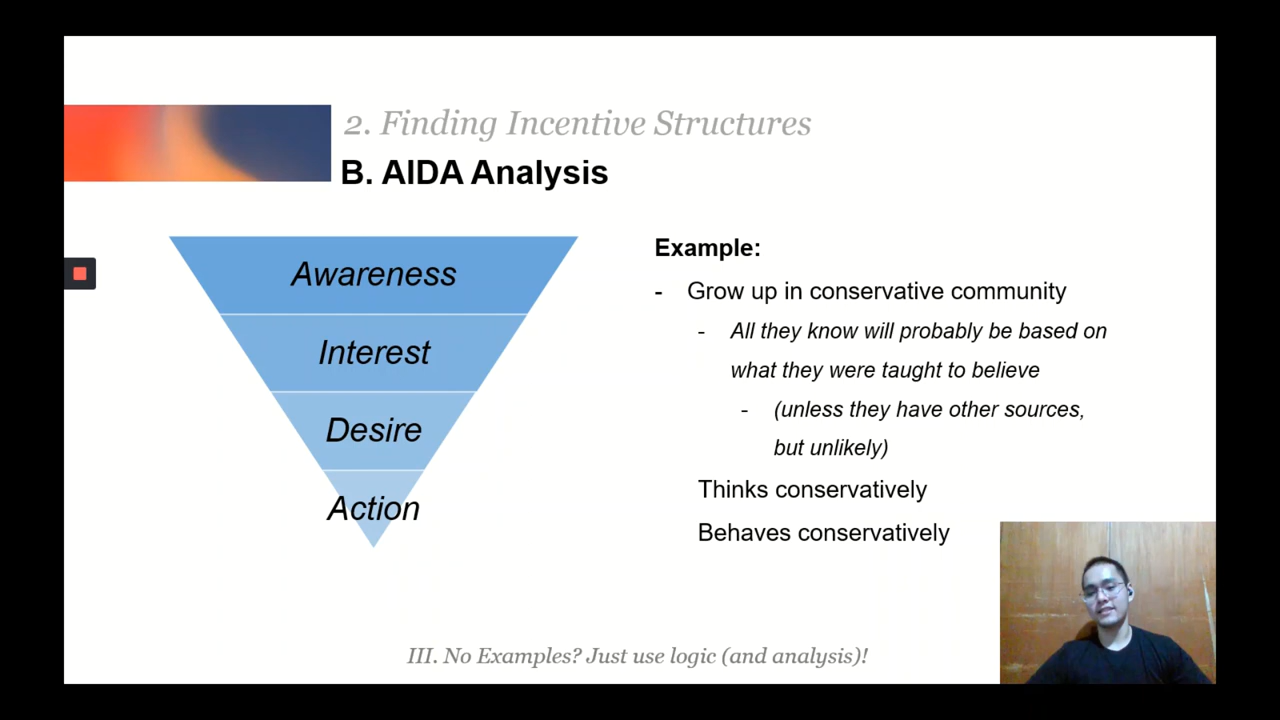 2. Finding Incentive Structures
B. AIDA Analysis
Awareness
Interest
Desire
Action
Example:
- Grow up in conservative community
- All they know will probably be based on
what they were taught to believe
- (unless they have other sources,
but unlikely)
Thinks conservatively
Behaves conservatively
III. No Examples? Just use logic (and analysis)!